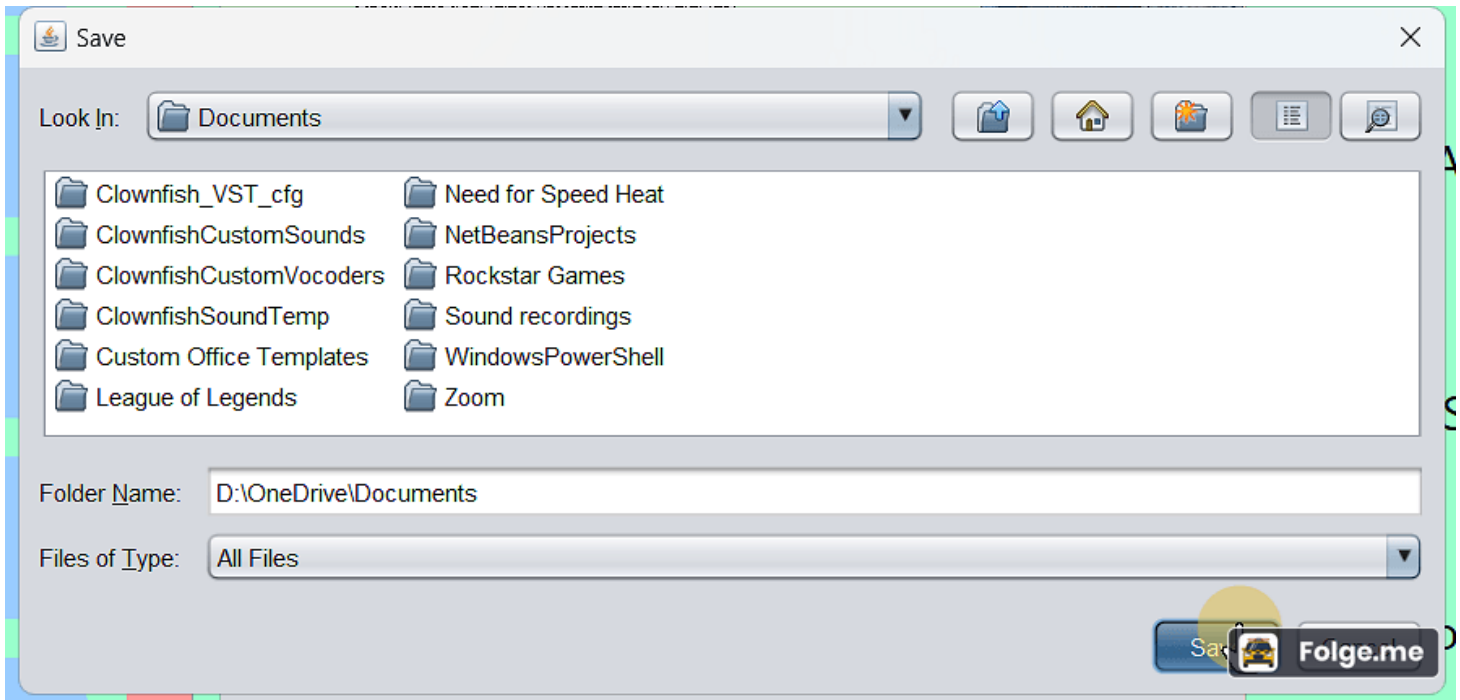 Save
Look In: Documents
Clownfish_VST_cfg
ClownfishCustomSounds
ClownfishCustomVocoders
ClownfishSoundTemp
Custom Office Templates
League of Legends
Need for Speed Heat
NetBeansProjects
Rockstar Games
Sound recordings
WindowsPowerShell
Zoom
Folder Name: D:\OneDrive\Documents
Files of Type: All Files
Folge.me